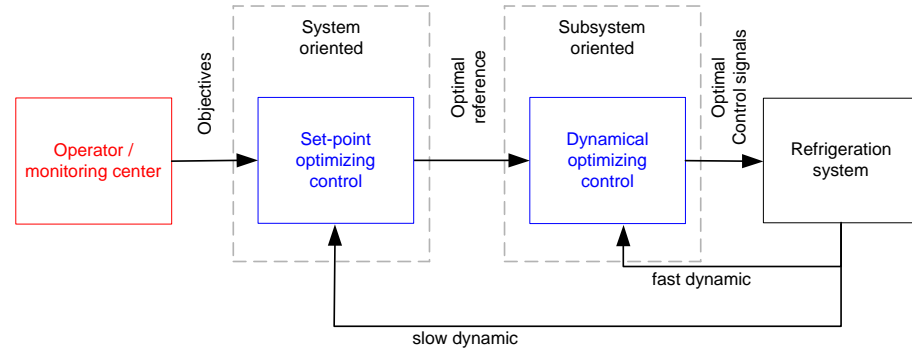 System
oriented
Subsystem
oriented
Objectives
Optimal
reference
Optimal
Control signals
Operator /
monitoring center
Set-point
optimizing
control
Dynamical
optimizing
control
Refrigeration
system
fast dynamic
slow dynamic